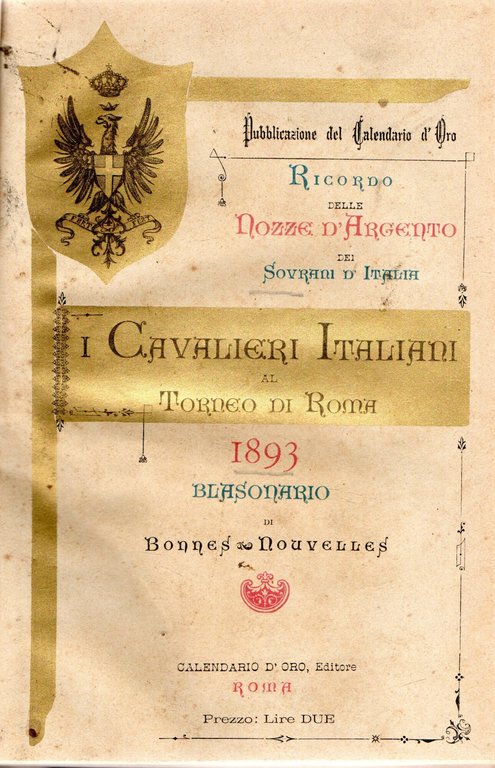 Pubblicazione del Calendario d'Oro
RICORDO
DELLE
NOZZE D'ARGENTO
DEI
SOVRANI D'ITALIA
I CAVALIERI ITALIANI
AL
TORNEO DI ROMA
1893
BLASONARIO
DI
BONNES NOUVELLES
CALENDARIO D'ORO, Editore
ROMA
Prezzo: Lire DUE